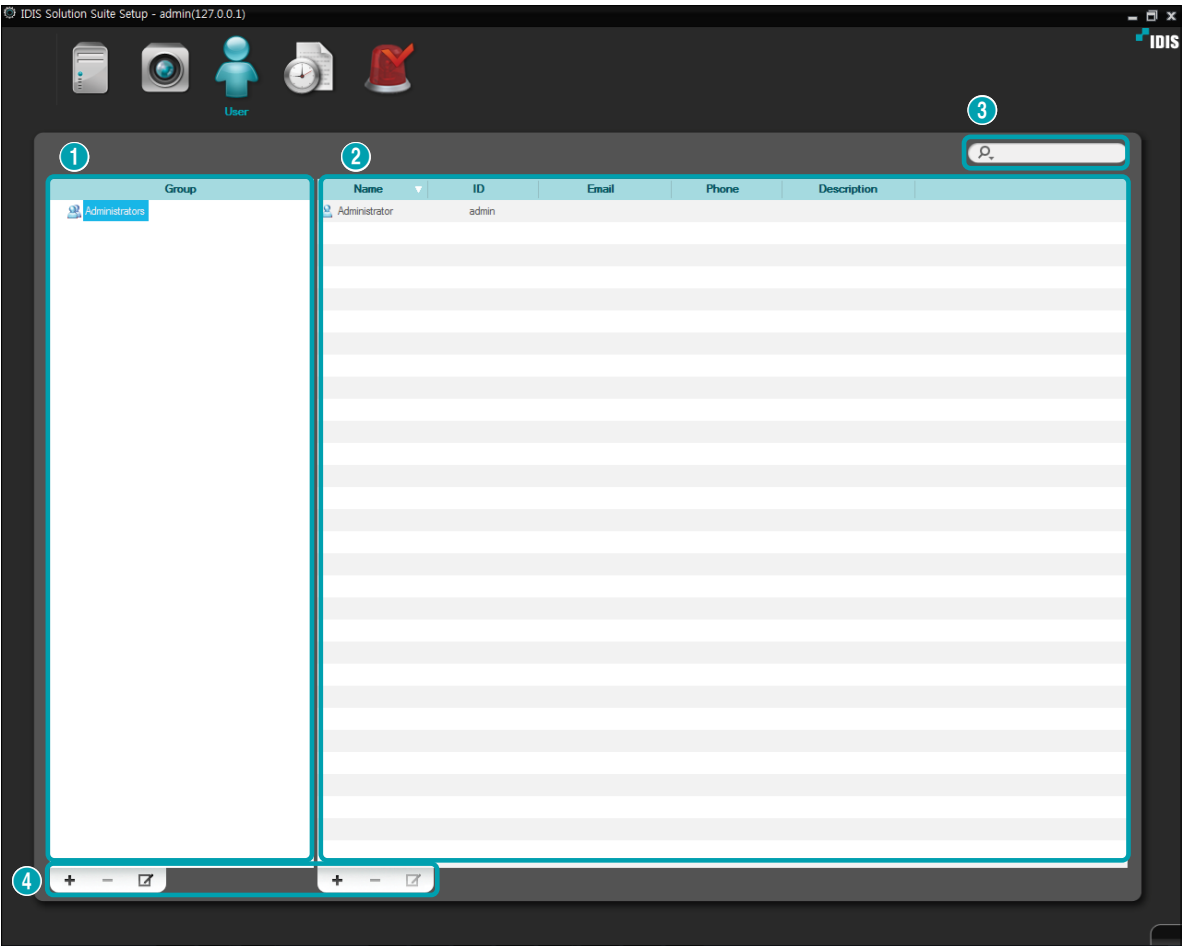 IDIS Solution Suite Setup - admin(127.0.0.1)
IDIS
User
3
1
2
Group
Name ID Email Phone Description
Administrators
Administrator admin
4